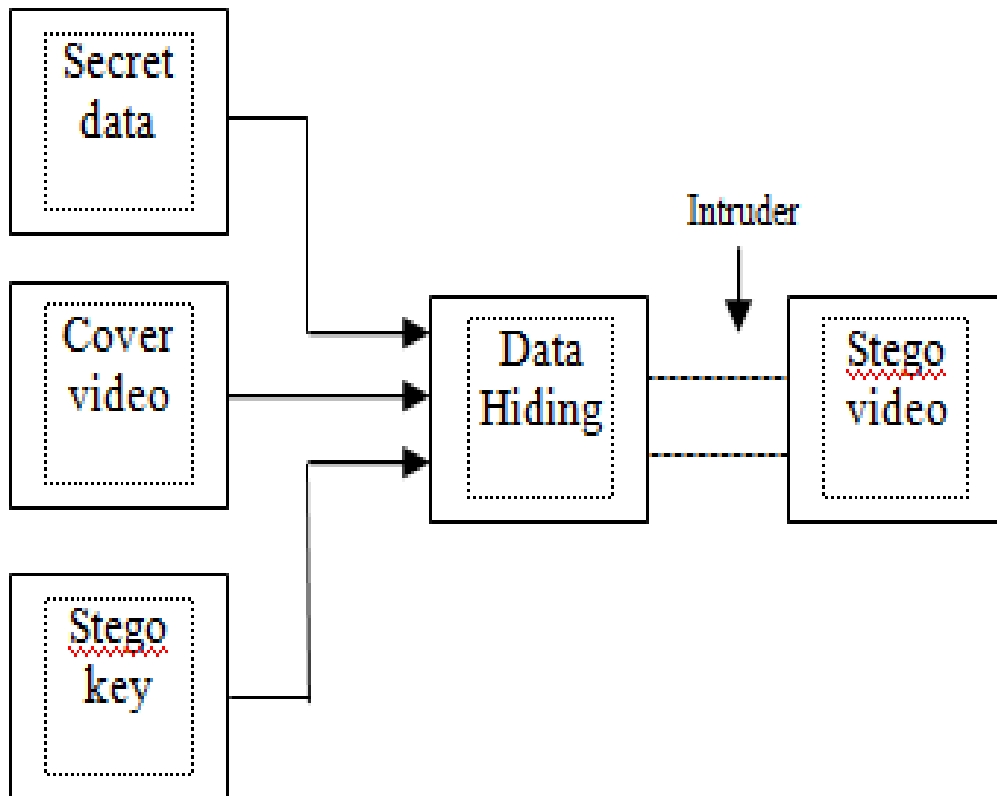 Secret
data
Intruder
Cover
video
Data
Hiding
Stego
video
Stego
key